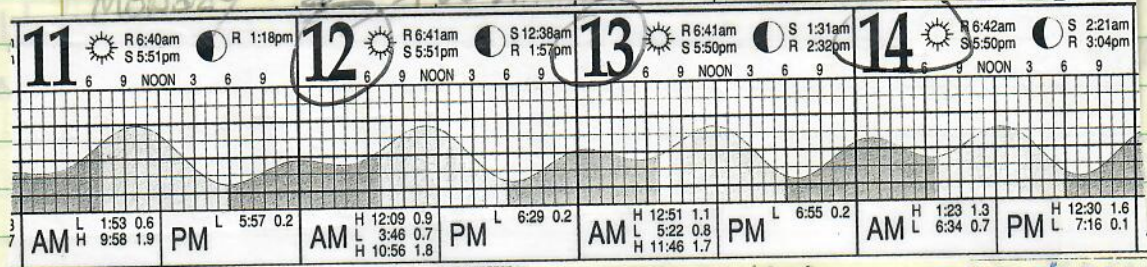 Monday
11
R 6:40am
S 5:51pm
R 1:18pm
12
R 6:41am
S 5:51pm
S 12:38am
R 1:57pm
13
R 6:41am
S 5:50pm
S 1:31am
R 2:32pm
14
R 6:42am
S 5:50pm
S 2:21am
R 3:04pm
6 9 NOON 3 6 9
6 9 NOON 3 6 9
6 9 NOON 3 6 9
6 9 NOON 3 6 9
AM
L 1:53 0.6
H 9:58 1.9
PM
L 5:57 0.2
AM
H 12:09 0.9
L 3:46 0.7
H 10:56 1.8
PM
L 6:29 0.2
AM
H 12:51 1.1
L 5:22 0.8
H 11:46 1.7
PM
L 6:55 0.2
AM
H 1:23 1.3
L 6:34 0.7
PM
H 12:30 1.6
L 7:16 0.1